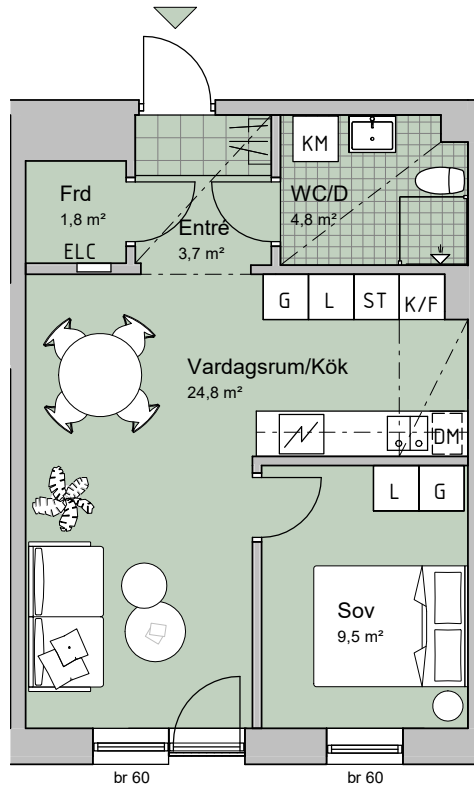 KM
Frd
1,8 m²
WC/D
4,8 m²
Entré
3,7 m²
ELC
G L ST K/F
Vardagsrum/Kök
24,8 m²
DM
L G
Sov
9,5 m²
br 60 br 60